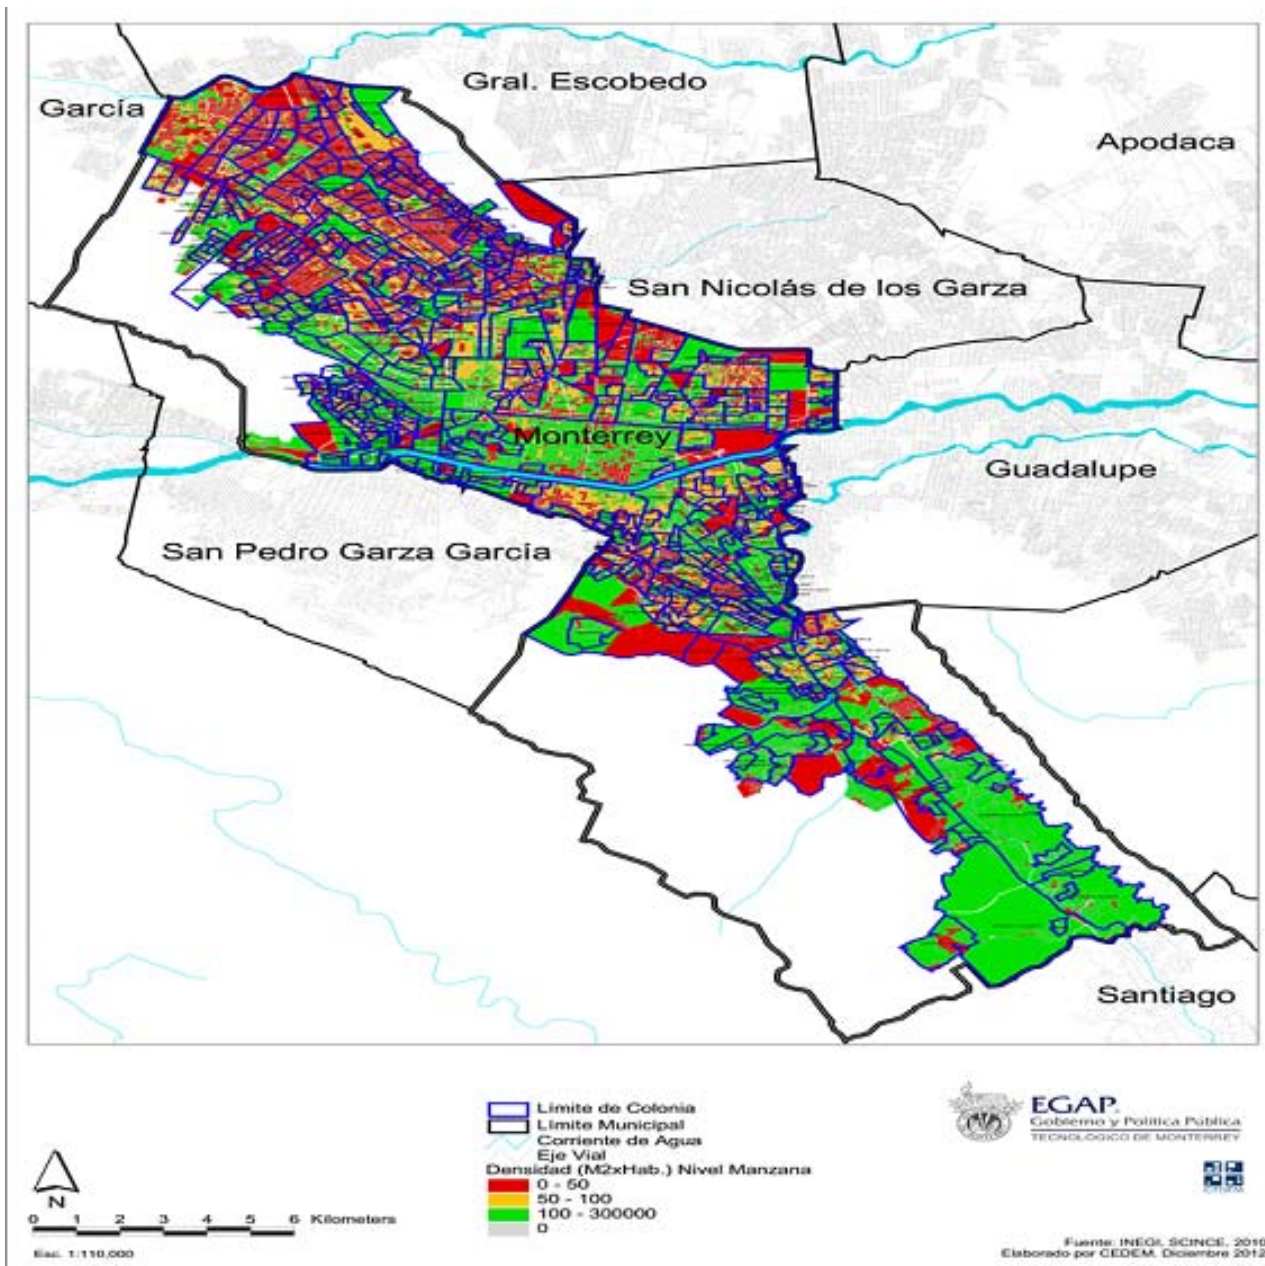 Gral. Escobedo
García
Apodaca
San Nicolás de los Garza
Monterrey
Guadalupe
San Pedro Garza García
Santiago
Límite de Colonia
Límite Municipal
Corriente de Agua
Eje Vial
Densidad (M2xHab.) Nivel Manzana
0 - 50
50 - 100
100 - 300000
0
N
0 1 2 3 4 5 6 Kilometers
Esc. 1:110,000
EGAP
Gobierno y Política Pública
TECNOLÓGICO DE MONTERREY
Fuente: INEGI, SCINCE, 2010
Elaborado por CEDEM, Diciembre 2012